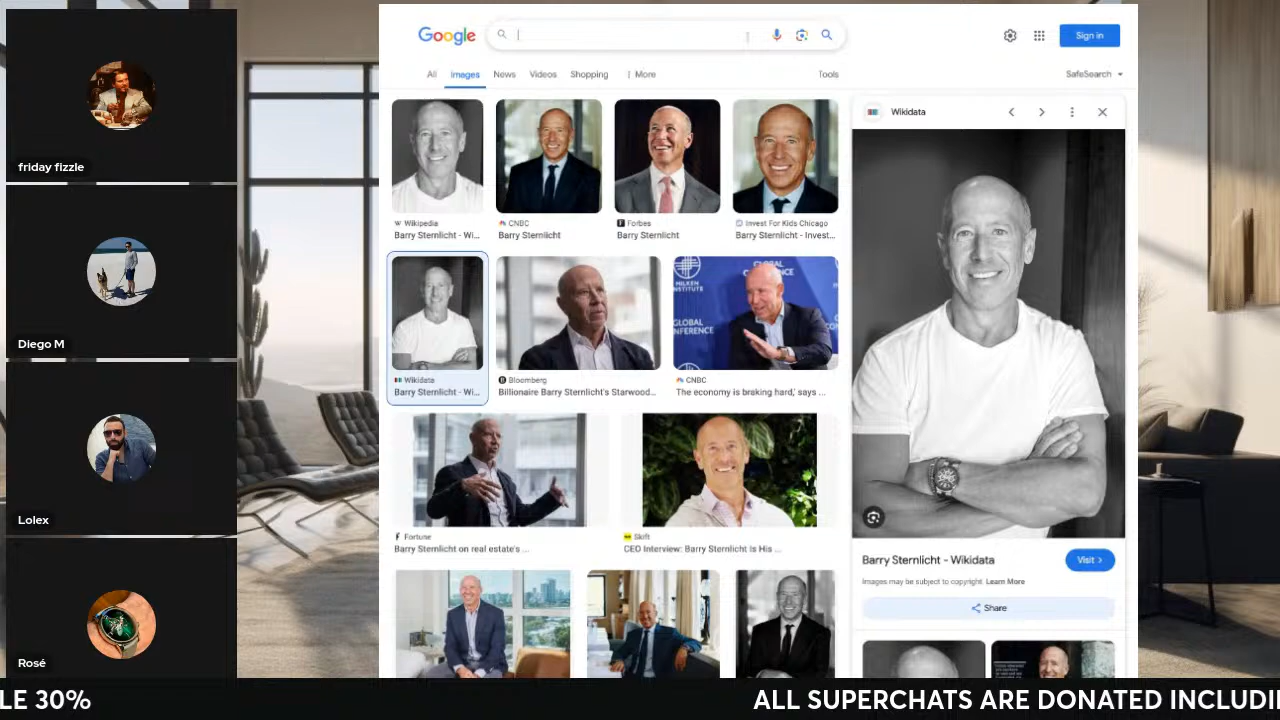 friday fizzle
Diego M
Lolex
Rosé
Google
All
Images
News
Videos
Shopping
More
Tools
Sign in
SafeSearch
Wikipedia
Barry Sternlicht - Wi...
CNBC
Barry Sternlicht
Forbes
Barry Sternlicht
Invest For Kids Chicago
Barry Sternlicht - Invest...
MILKEN
INSTITUTE
GLOBAL
CONFERENCE
Wikidata
Barry Sternlicht - Wi...
Bloomberg
Billionaire Barry Sternlicht's Starwood...
CNBC
'The economy is braking hard,' says ...
Fortune
Barry Sternlicht on real estate's ...
Skift
CEO Interview: Barry Sternlicht Is His ...
Wikidata
Barry Sternlicht - Wikidata
Visit
Images may be subject to copyright. Learn More
Share
LE 30%
ALL SUPERCHATS ARE DONATED INCLUDI